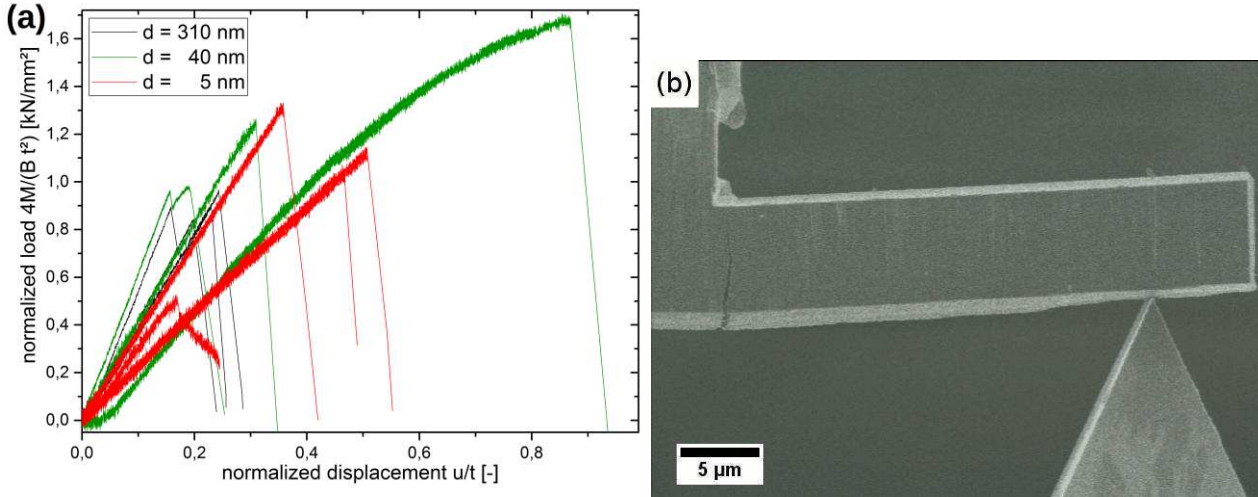 (a)
d = 310 nm
d = 40 nm
d = 5 nm
normalized load 4M/(B t²) [kN/mm²]
1,6
1,4
1,2
1,0
0,8
0,6
0,4
0,2
0,0
0,0 0,2 0,4 0,6 0,8
normalized displacement u/t [-]
(b)
5 µm